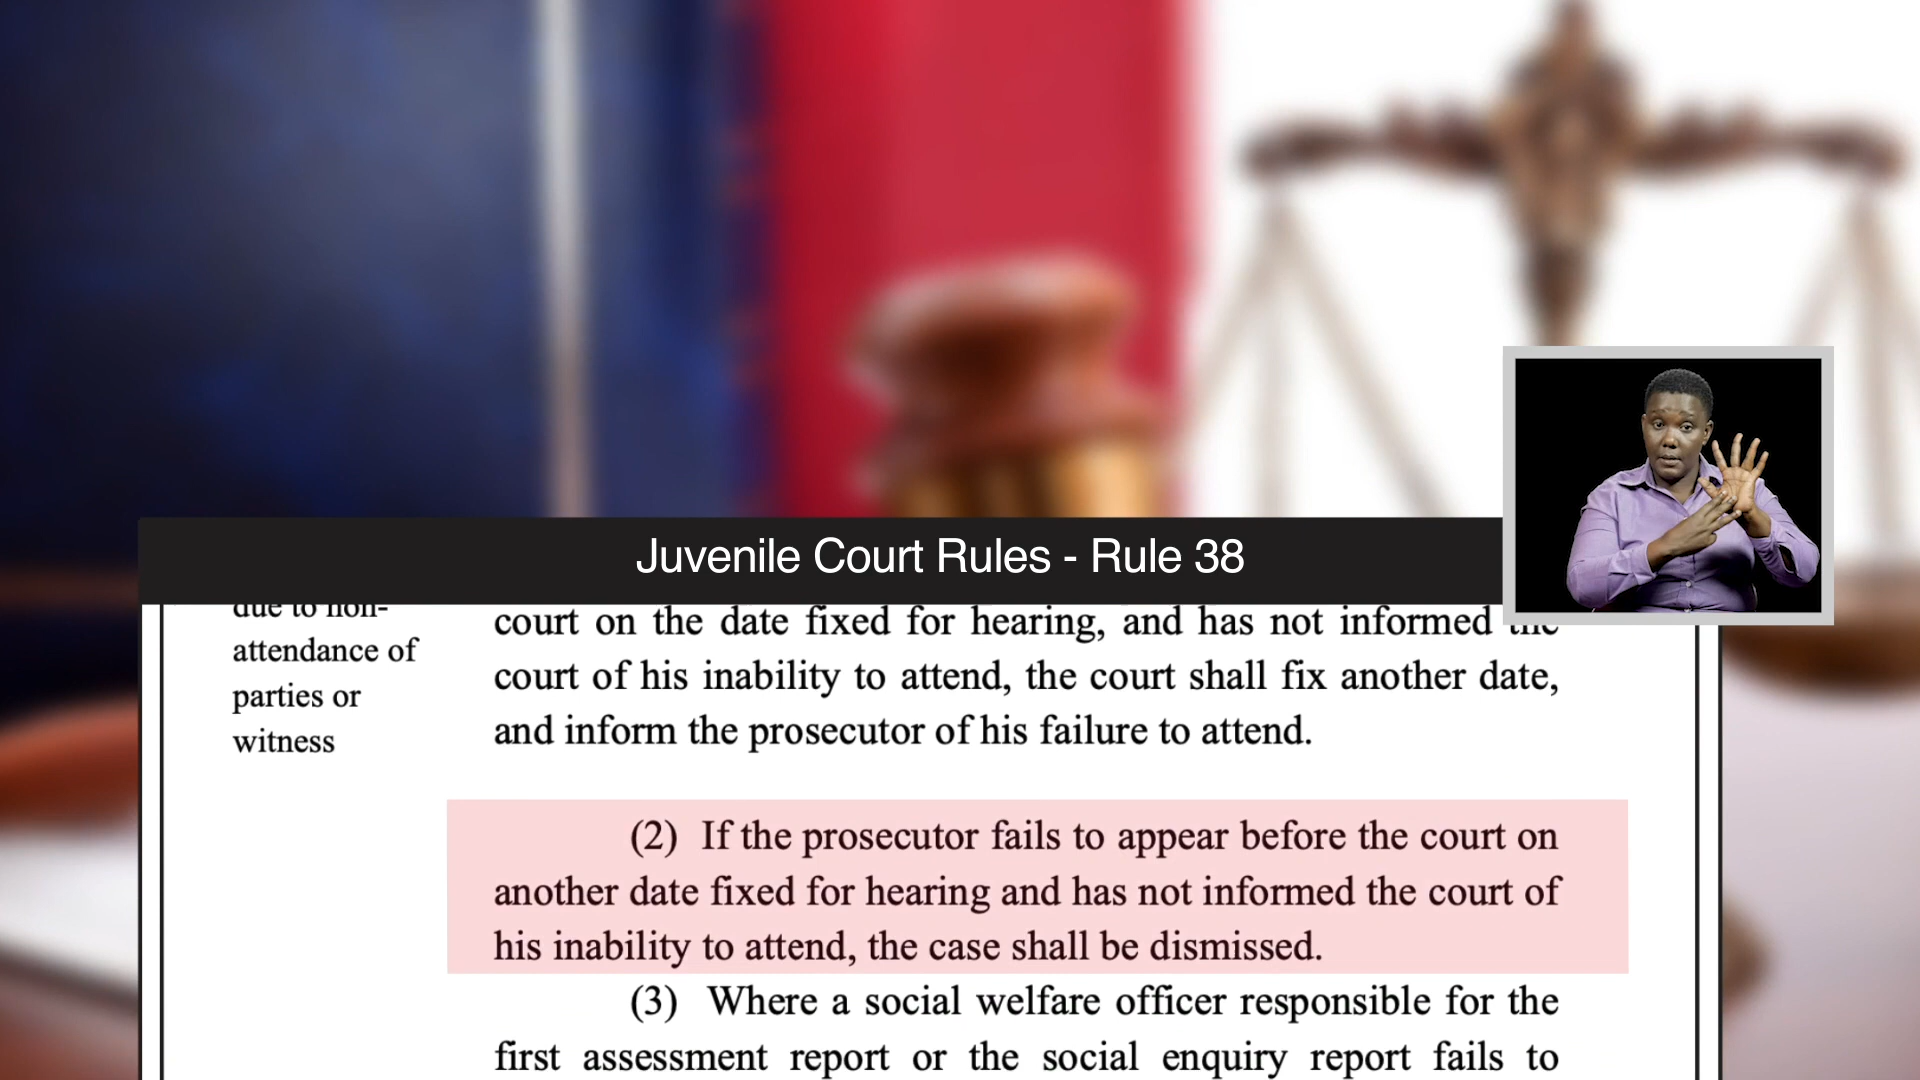 Juvenile Court Rules - Rule 38
due to non-
attendance of
parties or
witness
court on the date fixed for hearing, and has not informed the
court of his inability to attend, the court shall fix another date,
and inform the prosecutor of his failure to attend.
(2) If the prosecutor fails to appear before the court on
another date fixed for hearing and has not informed the court of
his inability to attend, the case shall be dismissed.
(3) Where a social welfare officer responsible for the
first assessment report or the social enquiry report fails to